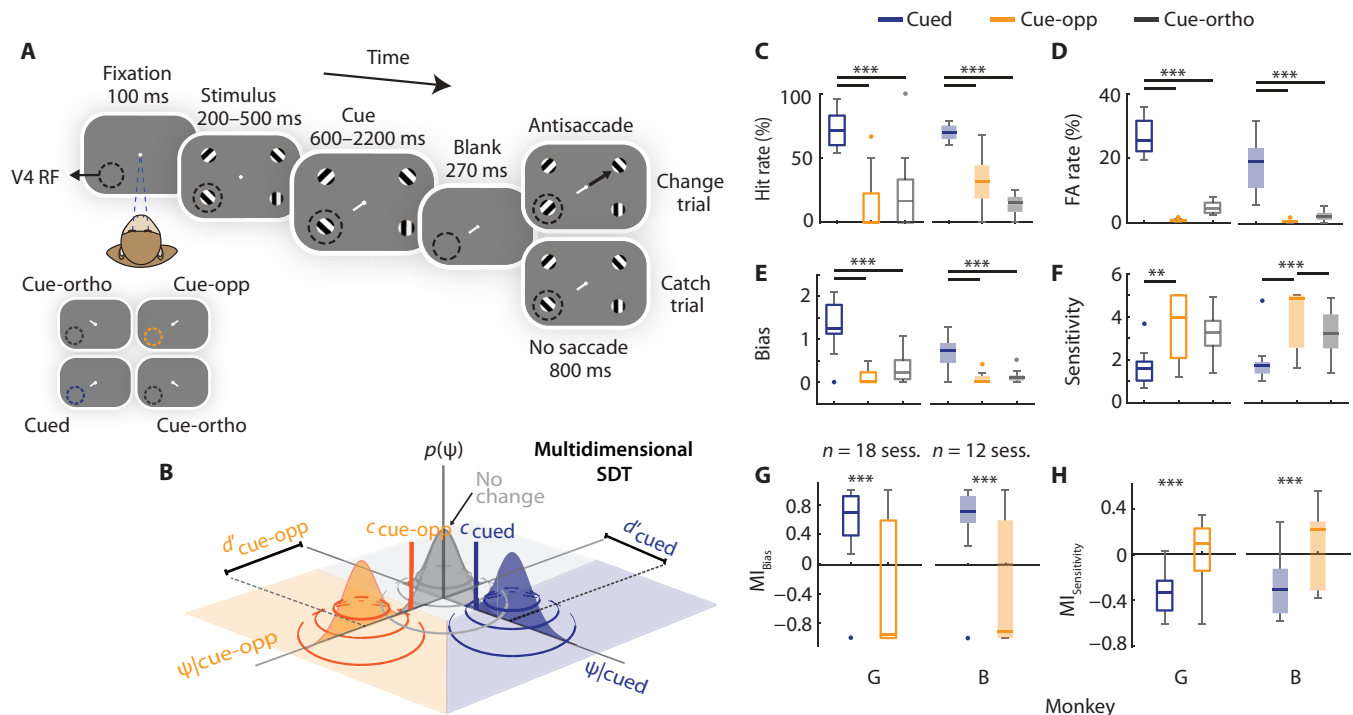 Cued Cue-opp Cue-ortho
A
Time
Fixation
100 ms
Stimulus
200–500 ms
Cue
600–2200 ms
Blank
270 ms
Antisaccade
V4 RF
Change
trial
Catch
trial
No saccade
800 ms
Cue-ortho Cue-opp
Cued Cue-ortho
B
p(ψ)
Multidimensional
SDT
No
change
d′cue-opp
c cue-opp
c cued
d′cued
ψ|cue-opp
ψ|cued
C
***
***
Hit rate (%)
100
50
0
D
***
***
FA rate (%)
40
20
0
E
***
***
Bias
2
1
0
F
**
***
Sensitivity
6
4
2
0
n = 18 sess. n = 12 sess.
G
***
***
MIBias
0.8
0.4
0
−0.4
−0.8
G B
H
***
***
MISensitivity
0.4
0
−0.4
−0.8
G B
Monkey